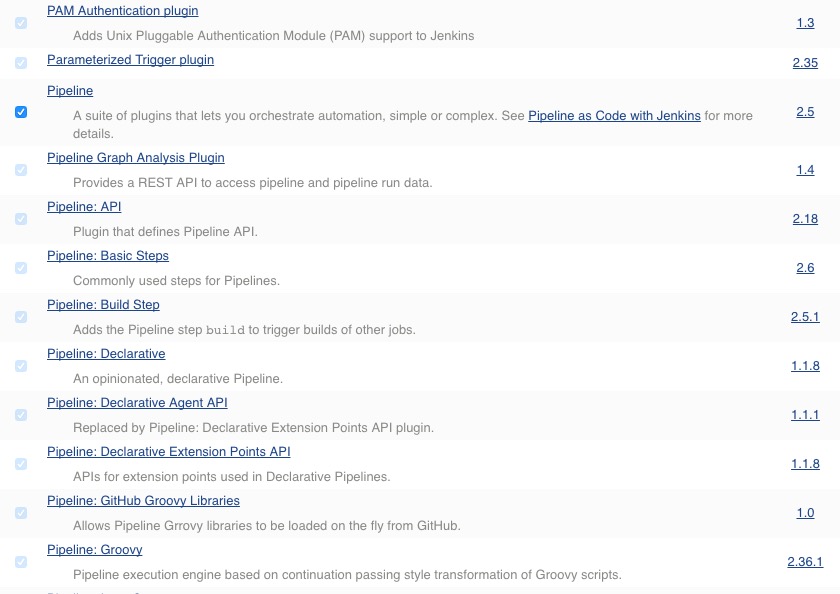 PAM Authentication plugin
Adds Unix Pluggable Authentication Module (PAM) support to Jenkins
1.3
Parameterized Trigger plugin
2.35
Pipeline
A suite of plugins that lets you orchestrate automation, simple or complex. See Pipeline as Code with Jenkins for more
details.
2.5
Pipeline Graph Analysis Plugin
Provides a REST API to access pipeline and pipeline run data.
1.4
Pipeline: API
Plugin that defines Pipeline API.
2.18
Pipeline: Basic Steps
Commonly used steps for Pipelines.
2.6
Pipeline: Build Step
Adds the Pipeline step build to trigger builds of other jobs.
2.5.1
Pipeline: Declarative
An opinionated, declarative Pipeline.
1.1.8
Pipeline: Declarative Agent API
Replaced by Pipeline: Declarative Extension Points API plugin.
1.1.1
Pipeline: Declarative Extension Points API
APIs for extension points used in Declarative Pipelines.
1.1.8
Pipeline: GitHub Groovy Libraries
Allows Pipeline Grrovy libraries to be loaded on the fly from GitHub.
1.0
Pipeline: Groovy
Pipeline execution engine based on continuation passing style transformation of Groovy scripts.
2.36.1